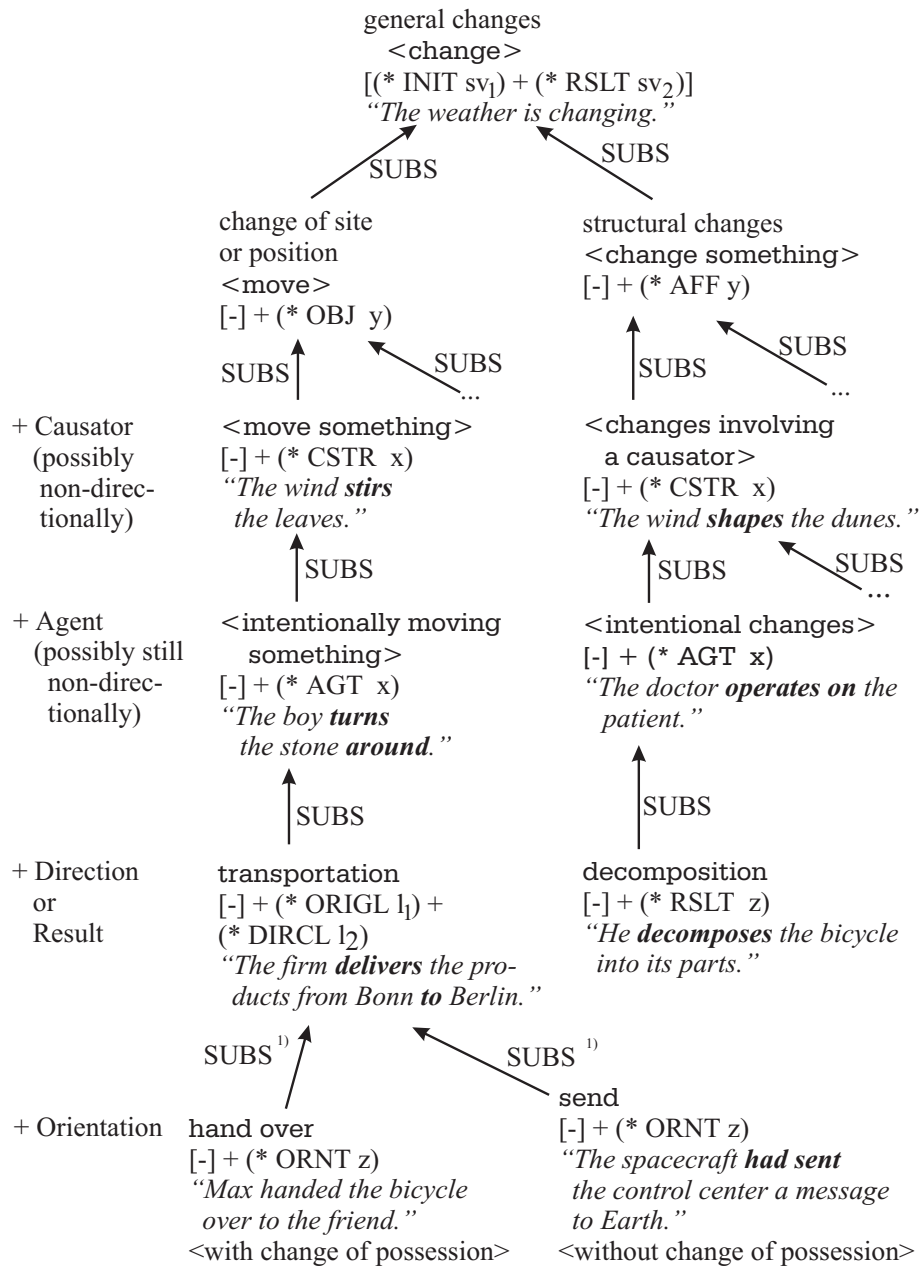 general changes
<change>
[(* INIT sv1) + (* RSLT sv2)]
“The weather is changing.”
SUBS
SUBS
change of site
or position
<move>
[-] + (* OBJ y)
structural changes
<change something>
[-] + (* AFF y)
SUBS
SUBS
...
SUBS
SUBS
...
+ Causator
(possibly
non-direc-
tionally)
<move something>
[-] + (* CSTR x)
“The wind stirs
the leaves.”
<changes involving
a causator>
[-] + (* CSTR x)
“The wind shapes the dunes.”
SUBS
SUBS
SUBS
...
+ Agent
(possibly still
non-direc-
tionally)
<intentionally moving
something>
[-] + (* AGT x)
“The boy turns
the stone around.”
<intentional changes>
[-] + (* AGT x)
“The doctor operates on the
patient.”
SUBS
SUBS
+ Direction
or
Result
transportation
[-] + (* ORIGL l1) +
(* DIRCL l2)
“The firm delivers the pro-
ducts from Bonn to Berlin.”
decomposition
[-] + (* RSLT z)
“He decomposes the bicycle
into its parts.”
SUBS 1)
SUBS 1)
+ Orientation
hand over
[-] + (* ORNT z)
“Max handed the bicycle
over to the friend.”
<with change of possession>
send
[-] + (* ORNT z)
“The spacecraft had sent
the control center a message
to Earth.”
<without change of possession>